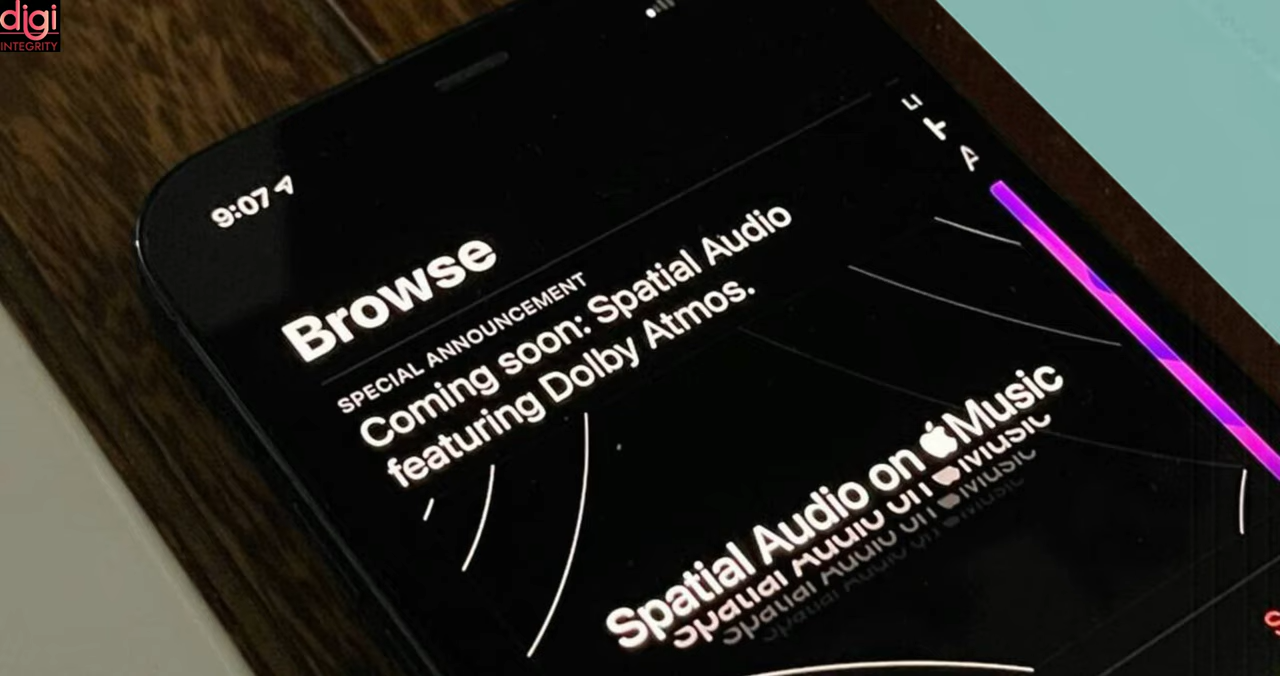 digi
INTEGRITY
9:07
Browse
SPECIAL ANNOUNCEMENT
Coming soon: Spatial Audio
featuring Dolby Atmos.
Spatial Audio on Music